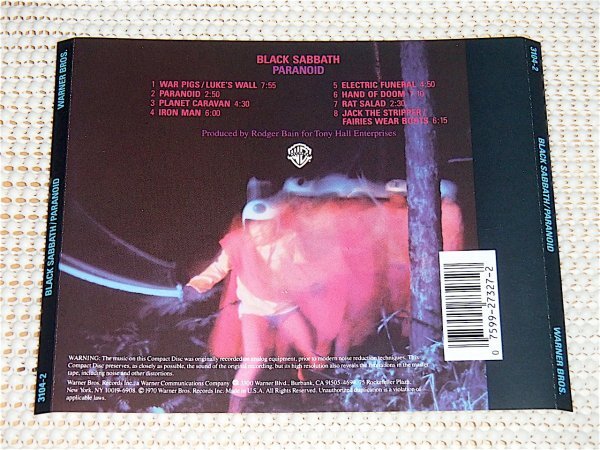 BLACK SABBATH
PARANOID
1 WAR PIGS/LUKE'S WALL 7:55
2 PARANOID 2:50
3 PLANET CARAVAN 4:30
4 IRON MAN 6:00
5 ELECTRIC FUNERAL 4:50
6 HAND OF DOOM 7:10
7 RAT SALAD 2:30
8 JACK THE STRIPPER/
FAIRIES WEAR BOOTS 6:15
Produced by Rodger Bain for Tony Hall Enterprises
WARNING: The music on this Compact Disc was originally recorded on analog equipment, prior to modern noise reduction techniques. This
Compact Disc preserves, as closely as possible, the sound of the original recording, but its high resolution also reveals the limitations in the master
tape, including noise and other distortions.
Warner Bros. Records Inc., a Warner Communications Company 3300 Warner Blvd., Burbank, CA 91505-4694 75 Rockefeller Plaza,
New York, NY 10019-6908. © 1970 Warner Bros. Records Inc. Made in U.S.A. All Rights Reserved. Unauthorized duplication is a violation of
applicable laws.
0 7599-27327-2
3104-2
BLACK SABBATH/PARANOID
WARNER BROS.
3104-2
BLACK SABBATH/PARANOID
WARNER BROS.